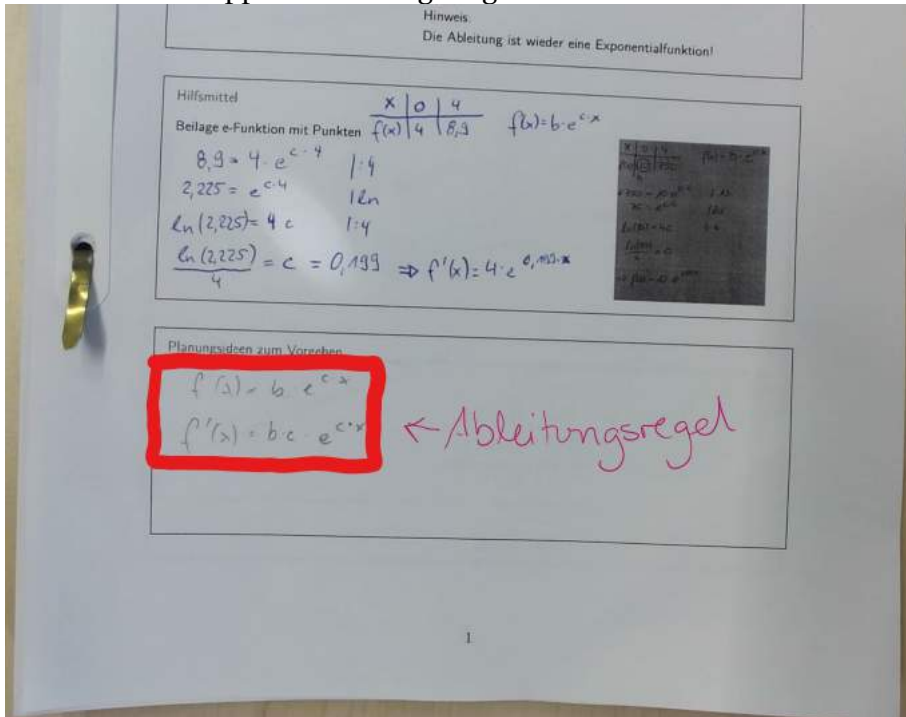 Hinweis.
Die Ableitung ist wieder eine Exponentialfunktion!
Hilfsmittel
x | 0 | 4
Beilage e-Funktion mit Punkten f(x) | 4 | 8,9 f(x)=b·e^{c·x}
8,9 = 4·e^{c·4} |:4
2,225 = e^{c·4} |ln
ln(2,225) = 4c |:4
ln(2,225)/4 = c = 0,199 ⇒ f'(x) = 4·e^{0,199·x}
Planungsideen zum Vorgehen
f(x) = b·e^{c·x}
f'(x) = b·c·e^{c·x} ← Ableitungsregel
1